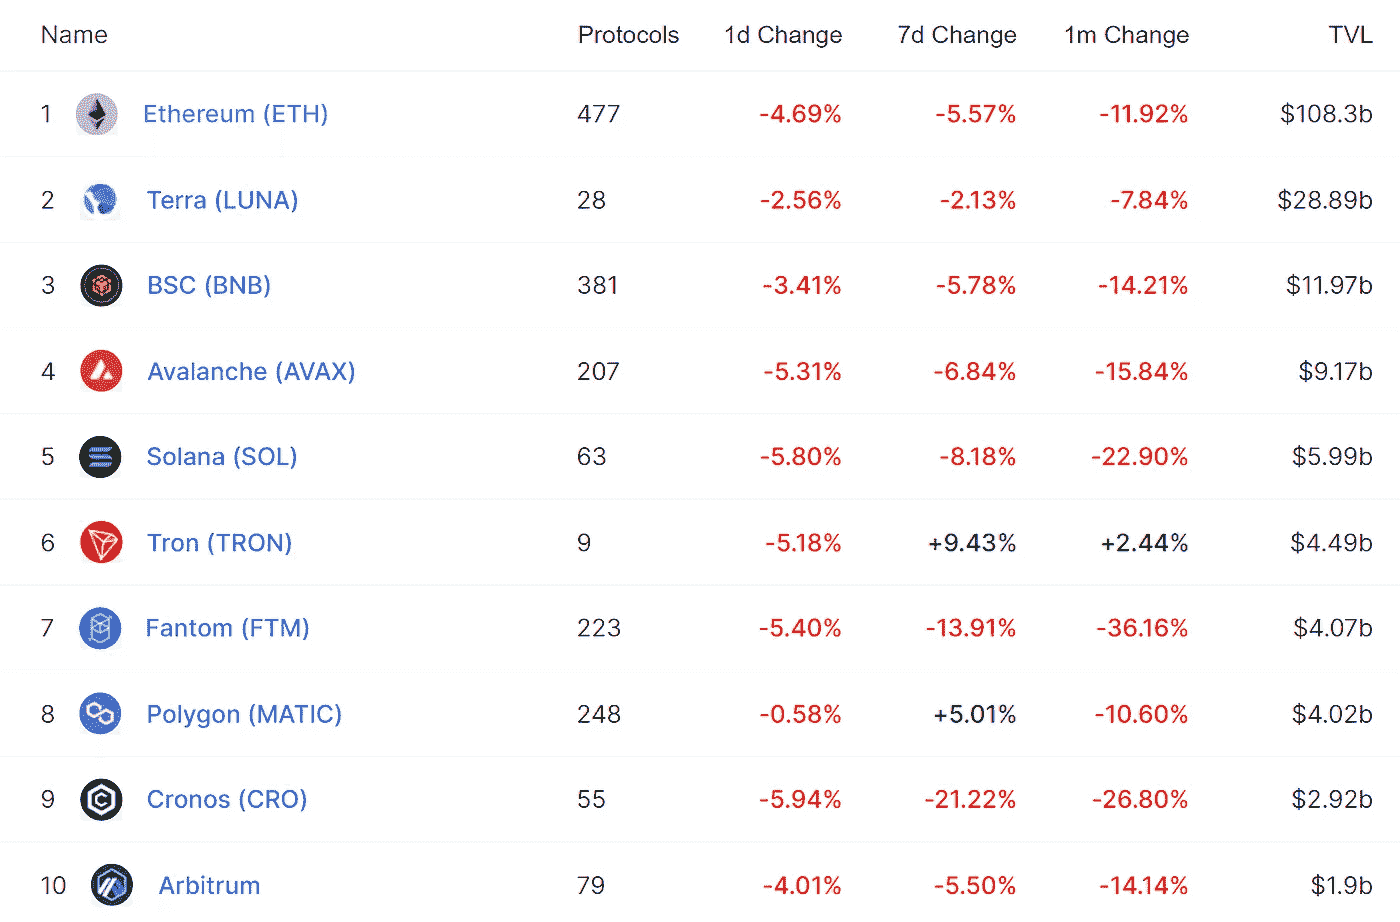 Name Protocols 1d Change 7d Change 1m Change TVL
1 Ethereum (ETH) 477 -4.69% -5.57% -11.92% $108.3b
2 Terra (LUNA) 28 -2.56% -2.13% -7.84% $28.89b
3 BSC (BNB) 381 -3.41% -5.78% -14.21% $11.97b
4 Avalanche (AVAX) 207 -5.31% -6.84% -15.84% $9.17b
5 Solana (SOL) 63 -5.80% -8.18% -22.90% $5.99b
6 Tron (TRON) 9 -5.18% +9.43% +2.44% $4.49b
7 Fantom (FTM) 223 -5.40% -13.91% -36.16% $4.07b
8 Polygon (MATIC) 248 -0.58% +5.01% -10.60% $4.02b
9 Cronos (CRO) 55 -5.94% -21.22% -26.80% $2.92b
10 Arbitrum 79 -4.01% -5.50% -14.14% $1.9b